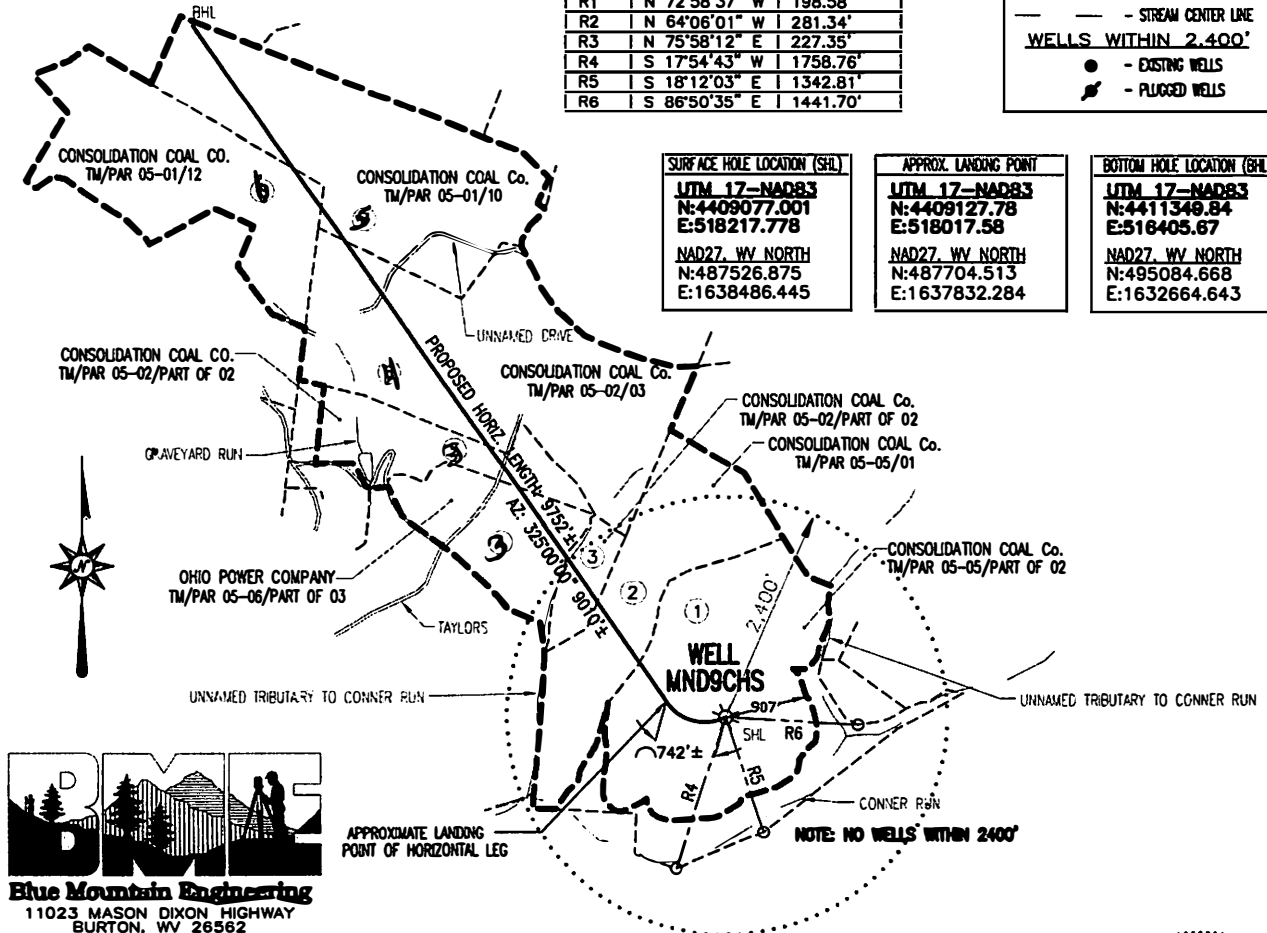 BHL
R1 N 72°58'37" W 198.58'
R2 N 64°06'01" W 281.34'
R3 N 75°58'12" E 227.35'
R4 S 17°54'43" W 1758.76'
R5 S 18°12'03" E 1342.81'
R6 S 86°50'35" E 1441.70'
- STREAM CENTER LINE
WELLS WITHIN 2,400'
- EXISTING WELLS
- PLUGGED WELLS
SURFACE HOLE LOCATION (SHL)
UTM 17-NAD83
N:4409077.001
E:518217.778
NAD27, WV NORTH
N:487526.875
E:1638486.445
APPROX. LANDING POINT
UTM 17-NAD83
N:4409127.78
E:518017.58
NAD27, WV NORTH
N:487704.513
E:1637832.284
BOTTOM HOLE LOCATION (BHL
UTM 17-NAD83
N:4411349.84
E:516405.67
NAD27, WV NORTH
N:495084.668
E:1632664.643
CONSOLIDATION COAL CO.
TM/PAR 05-01/12
CONSOLIDATION COAL Co.
TM/PAR 05-01/10
UNNAMED DRIVE
CONSOLIDATION COAL CO.
TM/PAR 05-02/PART OF 02
CONSOLIDATION COAL Co.
TM/PAR 05-02/03
PROPOSED HORIZ. LENGTH: 9752'±
AZ: 325°00'00" 9010'±
CONSOLIDATION COAL Co.
TM/PAR 05-02/PART OF 02
CONSOLIDATION COAL Co.
TM/PAR 05-05/01
GRAVEYARD RUN
N
OHIO POWER COMPANY
TM/PAR 05-06/PART OF 03
TAYLORS
CONSOLIDATION COAL Co.
TM/PAR 05-05/PART OF 02
3
2
1
2,400'
WELL
MND9CHS
UNNAMED TRIBUTARY TO CONNER RUN
907
UNNAMED TRIBUTARY TO CONNER RUN
SHL
R6
742'±
R4
R5
CONNER RUN
APPROXIMATE LANDING
POINT OF HORIZONTAL LEG
NOTE: NO WELLS WITHIN 2400'
BME
Blue Mountain Engineering
11023 MASON DIXON HIGHWAY
BURTON, WV 26562